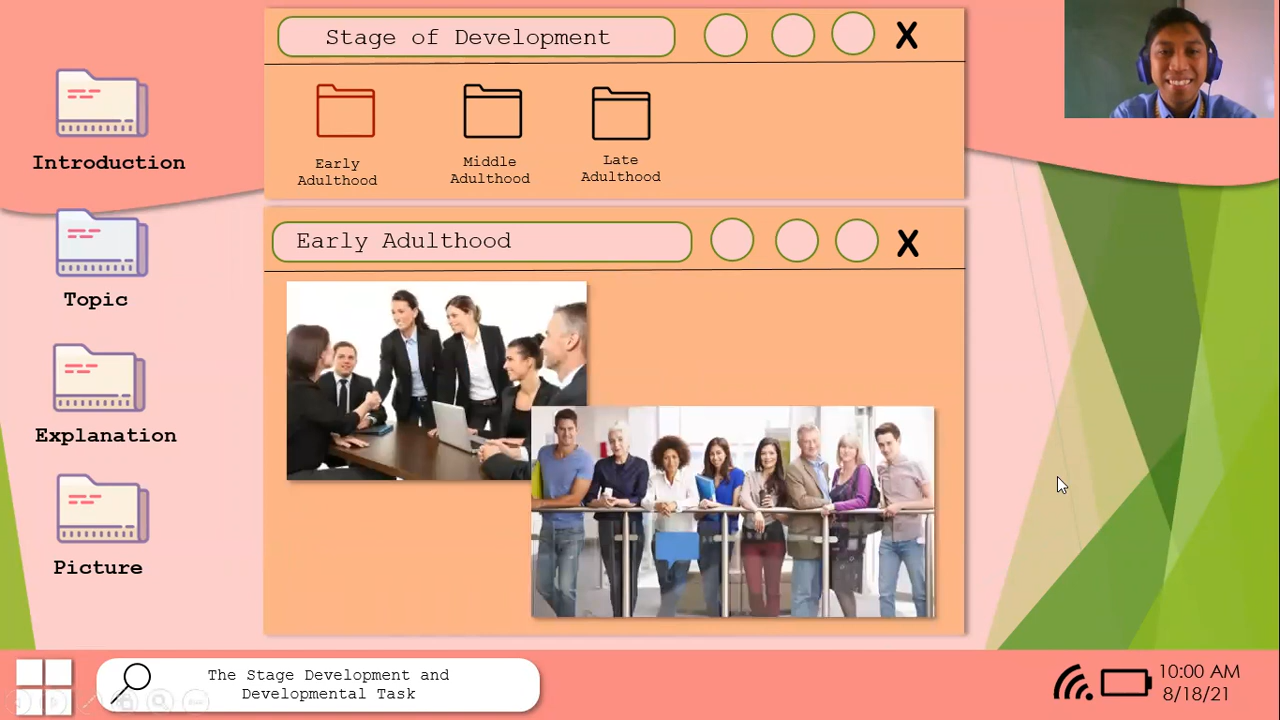 Stage of Development
X
Early
Adulthood
Middle
Adulthood
Late
Adulthood
Early Adulthood
X
Introduction
Topic
Explanation
Picture
The Stage Development and
Developmental Task
10:00 AM
8/18/21